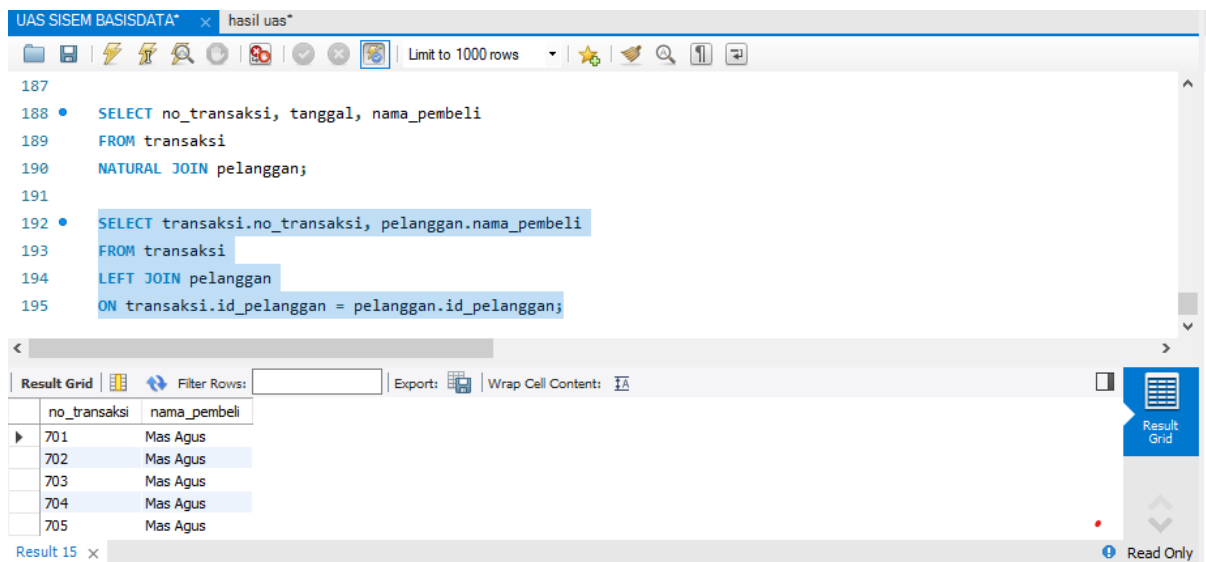 UAS SISEM BASISDATA* × hasil uas*
Limit to 1000 rows
187
188 SELECT no_transaksi, tanggal, nama_pembeli
189 FROM transaksi
190 NATURAL JOIN pelanggan;
191
192 SELECT transaksi.no_transaksi, pelanggan.nama_pembeli
193 FROM transaksi
194 LEFT JOIN pelanggan
195 ON transaksi.id_pelanggan = pelanggan.id_pelanggan;
Result Grid Filter Rows: Export: Wrap Cell Content: IA
no_transaksi nama_pembeli
701 Mas Agus
702 Mas Agus
703 Mas Agus
704 Mas Agus
705 Mas Agus
Result
Grid
Result 15 × Read Only